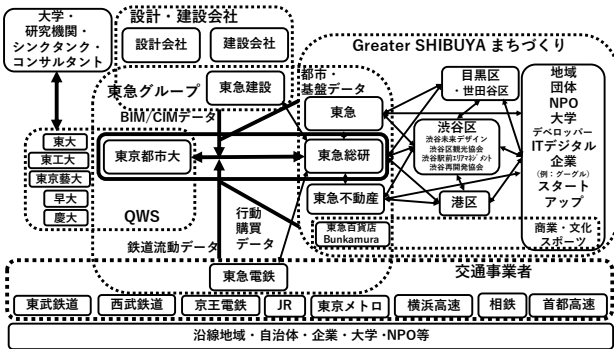 大学・
研究機関・
シンクタンク・
コンサルタント
設計・建設会社
設計会社
建設会社
東急グループ
東急建設
BIM/CIMデータ
都市・
基盤データ
Greater SHIBUYA まちづくり
東急
目黒区
・世田谷区
渋谷区
渋谷未来デザイン
渋谷区観光協会
渋谷駅前エリアマネジメント
渋谷再開発協会
港区
地域
団体
NPO
大学
デベロッパー
ITデジタル
企業
（例：グーグル）
スタート
アップ
商業・文化
スポーツ
東大
東工大
東京藝大
早大
慶大
QWS
東京都市大
東急総研
東急不動産
東急百貨店
Bunkamura
行動
購買
データ
鉄道流動データ
東急電鉄
交通事業者
東武鉄道
西武鉄道
京王電鉄
JR
東京メトロ
横浜高速
相鉄
首都高速
沿線地域・自治体・企業・大学・NPO等